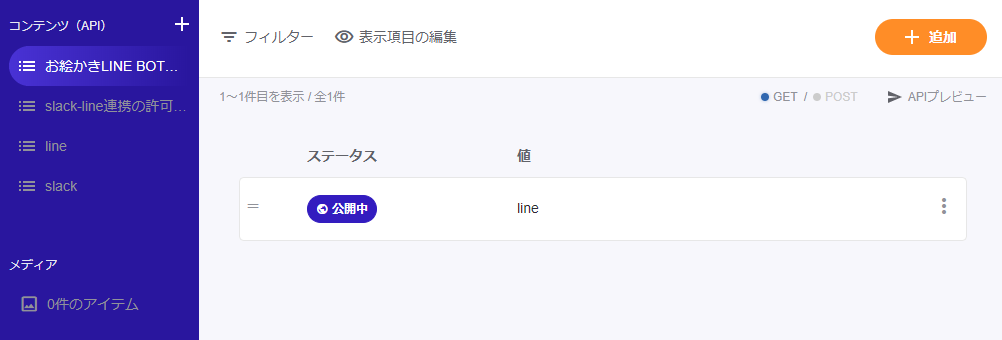 コンテンツ（API）
お絵かきLINE BOT…
slack-line連携の許可…
line
slack
メディア
0件のアイテム
フィルター 表示項目の編集 追加
1～1件目を表示 / 全1件 GET / POST APIプレビュー
ステータス 値
公開中 line